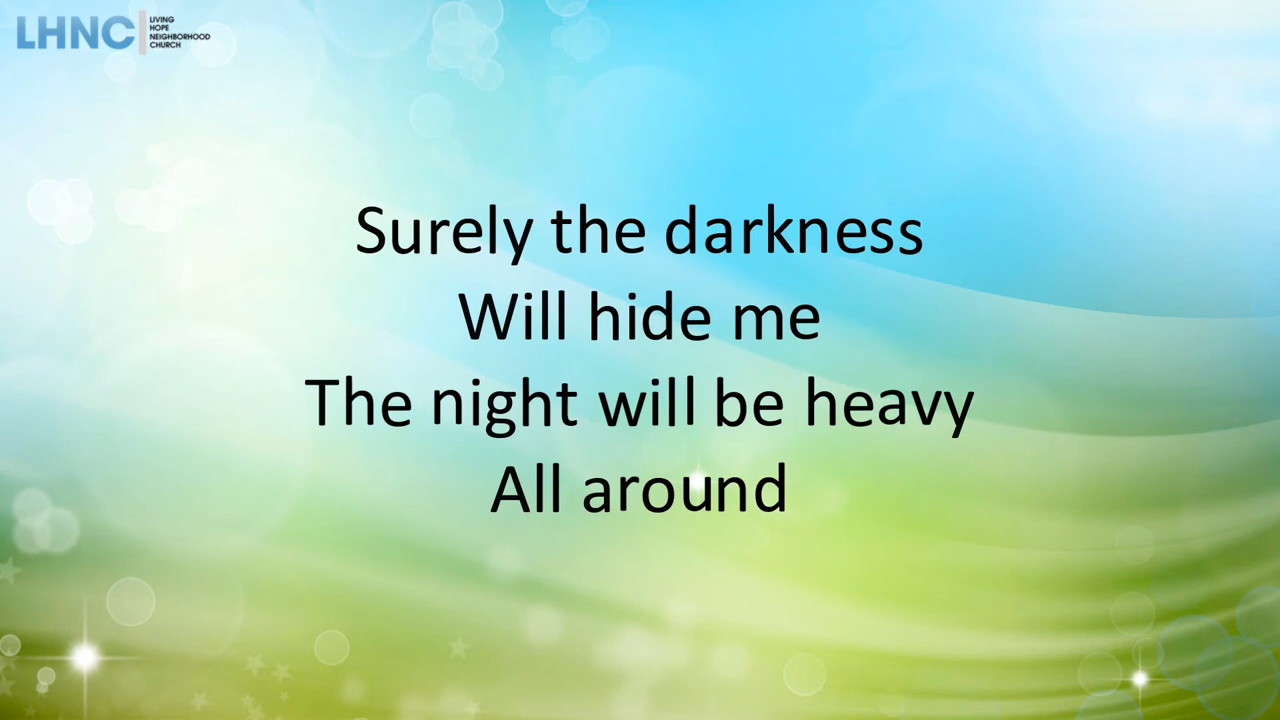 LHNC
LIVING
HOPE
NEIGHBORHOOD
CHURCH
Surely the darkness
Will hide me
The night will be heavy
All around